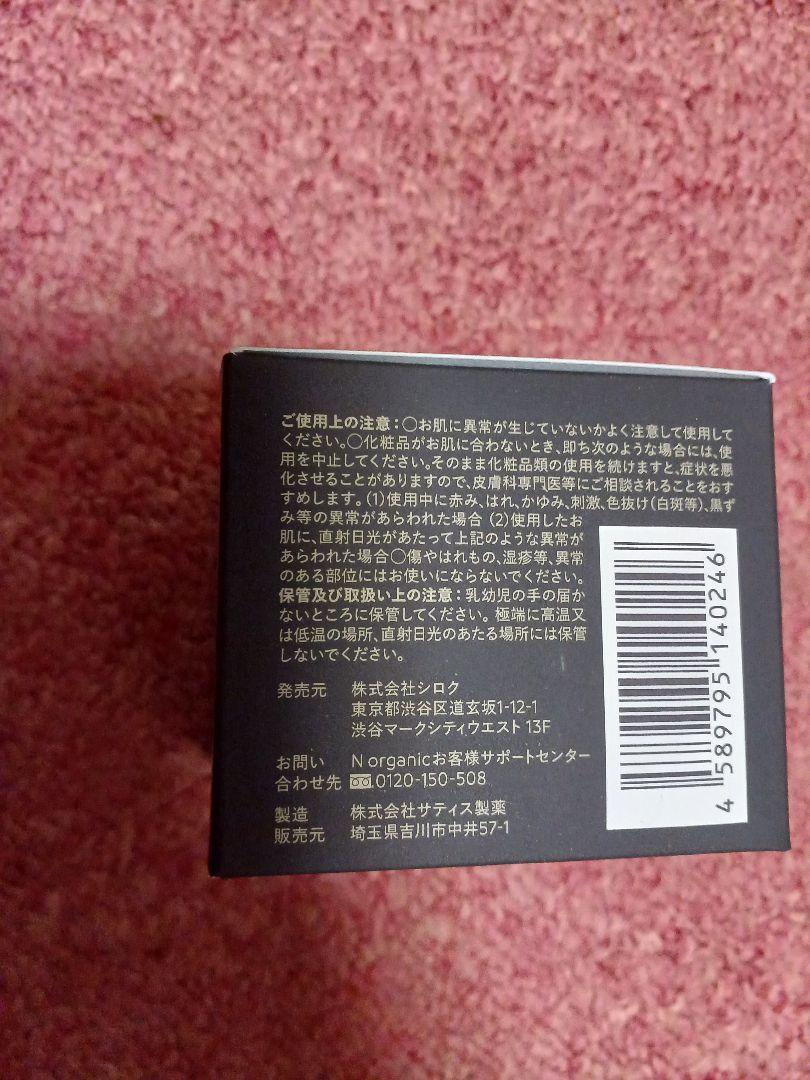 ご使用上の注意：○お肌に異常が生じていないかよく注意して使用して
ください。○化粧品がお肌に合わないとき、即ち次のような場合には、使
用を中止してください。そのまま化粧品類の使用を続けますと、症状を悪
化させることがありますので、皮膚科専門医等にご相談されることをおす
すめします。(1)使用中に赤み、はれ、かゆみ、刺激、色抜け(白斑等)、黒ず
み等の異常があらわれた場合 (2)使用したお
肌に、直射日光があたって上記のような異常が
あらわれた場合○傷やはれもの、湿疹等、異常
のある部位にはお使いにならないでください。
保管及び取扱い上の注意：乳幼児の手の届か
ないところに保管してください。極端に高温又
は低温の場所、直射日光のあたる場所には保管
しないでください。
発売元 株式会社シロク
東京都渋谷区道玄坂1-12-1
渋谷マークシティウエスト 13F
お問い N organicお客様サポートセンター
合わせ先 0120-150-508
製造 株式会社サティス製薬
販売元 埼玉県吉川市中井57-1
4 589795 140246